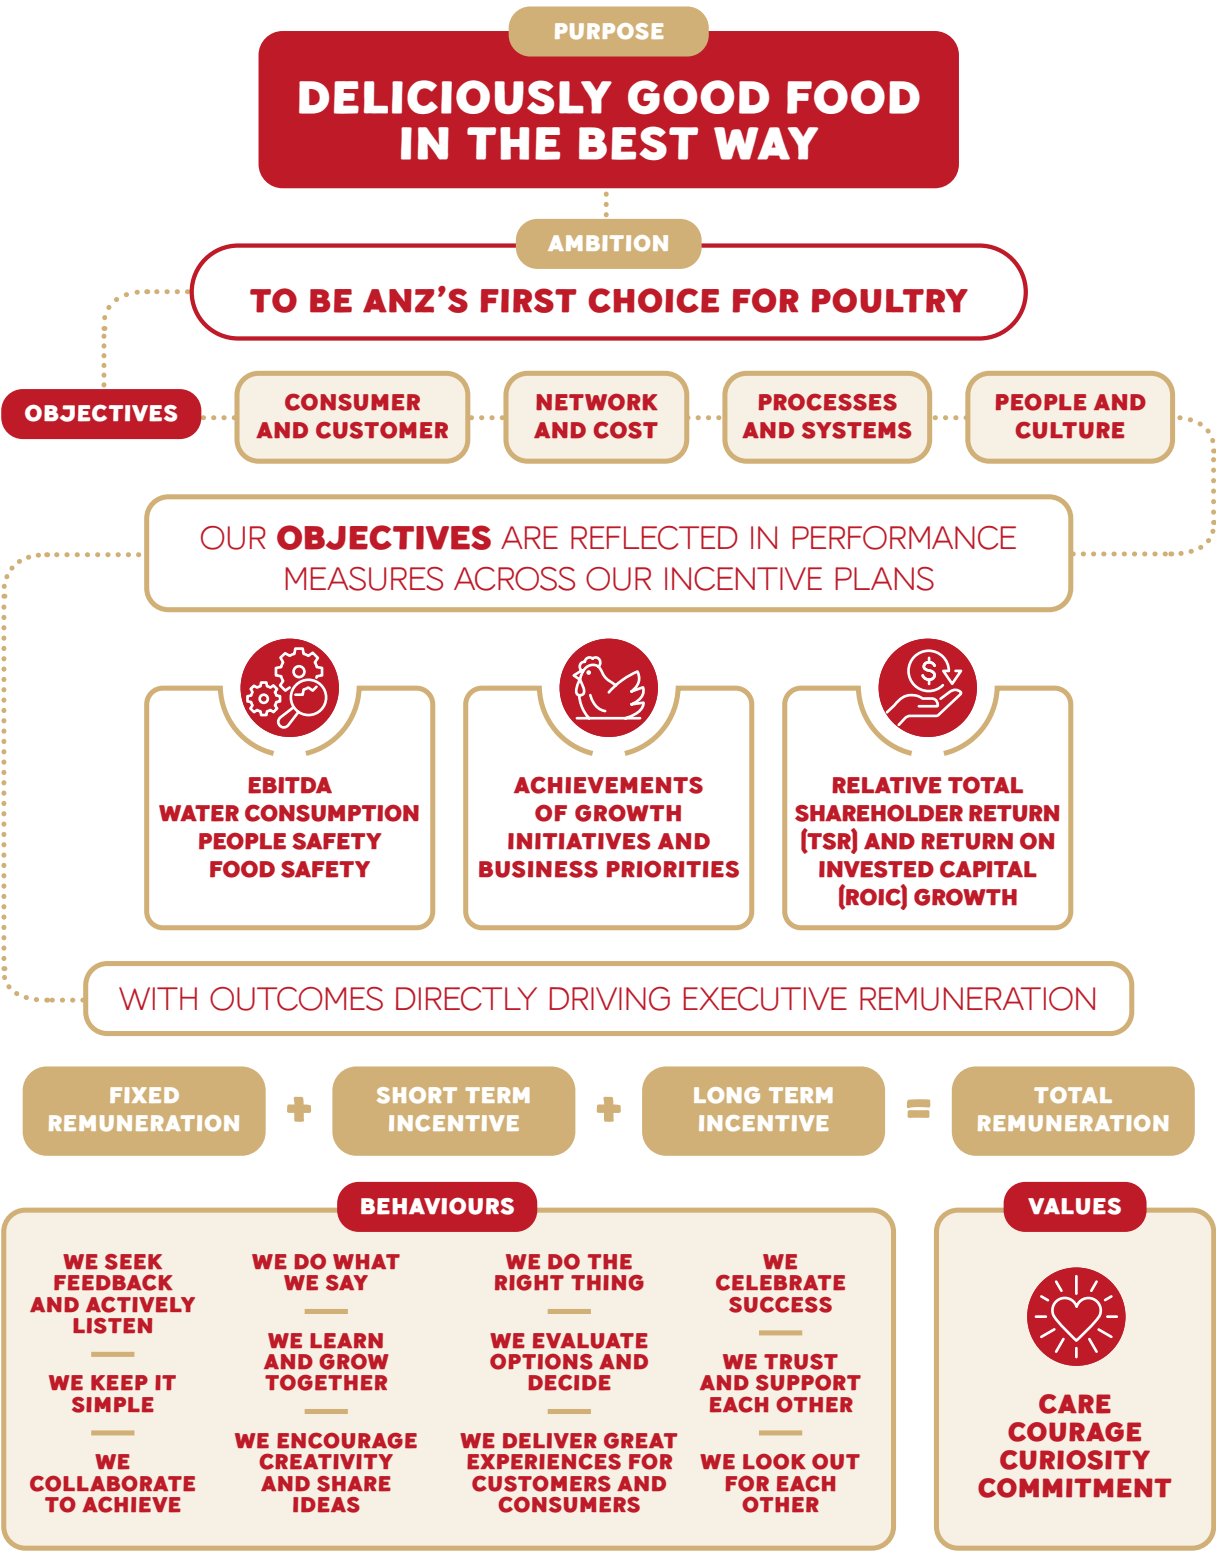 PURPOSE
DELICIOUSLY GOOD FOOD
IN THE BEST WAY
AMBITION
TO BE ANZ'S FIRST CHOICE FOR POULTRY
OBJECTIVES
CONSUMER
AND CUSTOMER
NETWORK
AND COST
PROCESSES
AND SYSTEMS
PEOPLE AND
CULTURE
OUR OBJECTIVES ARE REFLECTED IN PERFORMANCE
MEASURES ACROSS OUR INCENTIVE PLANS
EBITDA
WATER CONSUMPTION
PEOPLE SAFETY
FOOD SAFETY
$
ACHIEVEMENTS
OF GROWTH
INITIATIVES AND
BUSINESS PRIORITIES
RELATIVE TOTAL
SHAREHOLDER RETURN
(TSR) AND RETURN ON
INVESTED CAPITAL
(ROIC) GROWTH
WITH OUTCOMES DIRECTLY DRIVING EXECUTIVE REMUNERATION
FIXED
REMUNERATION
+
SHORT TERM
INCENTIVE
+
LONG TERM
INCENTIVE
=
TOTAL
REMUNERATION
BEHAVIOURS
WE SEEK
FEEDBACK
AND ACTIVELY
LISTEN
WE KEEP IT
SIMPLE
WE
COLLABORATE
TO ACHIEVE
WE DO WHAT
WE SAY
WE LEARN
AND GROW
TOGETHER
WE ENCOURAGE
CREATIVITY
AND SHARE
IDEAS
WE DO THE
RIGHT THING
WE EVALUATE
OPTIONS AND
DECIDE
WE DELIVER GREAT
EXPERIENCES FOR
CUSTOMERS AND
CONSUMERS
WE
CELEBRATE
SUCCESS
WE TRUST
AND SUPPORT
EACH OTHER
WE LOOK OUT
FOR EACH
OTHER
VALUES
CARE
COURAGE
CURIOSITY
COMMITMENT